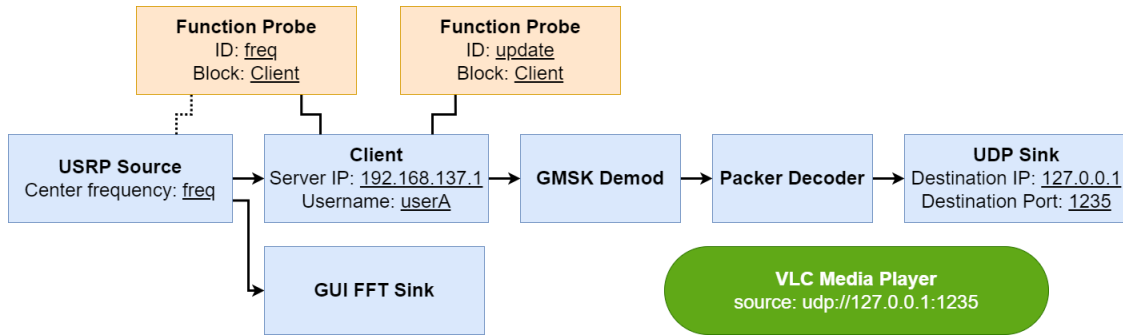 Function Probe
ID: freq
Block: Client
Function Probe
ID: update
Block: Client
USRP Source
Center frequency: freq
Client
Server IP: 192.168.137.1
Username: userA
GMSK Demod
Packer Decoder
UDP Sink
Destination IP: 127.0.0.1
Destination Port: 1235
GUI FFT Sink
VLC Media Player
source: udp://127.0.0.1:1235